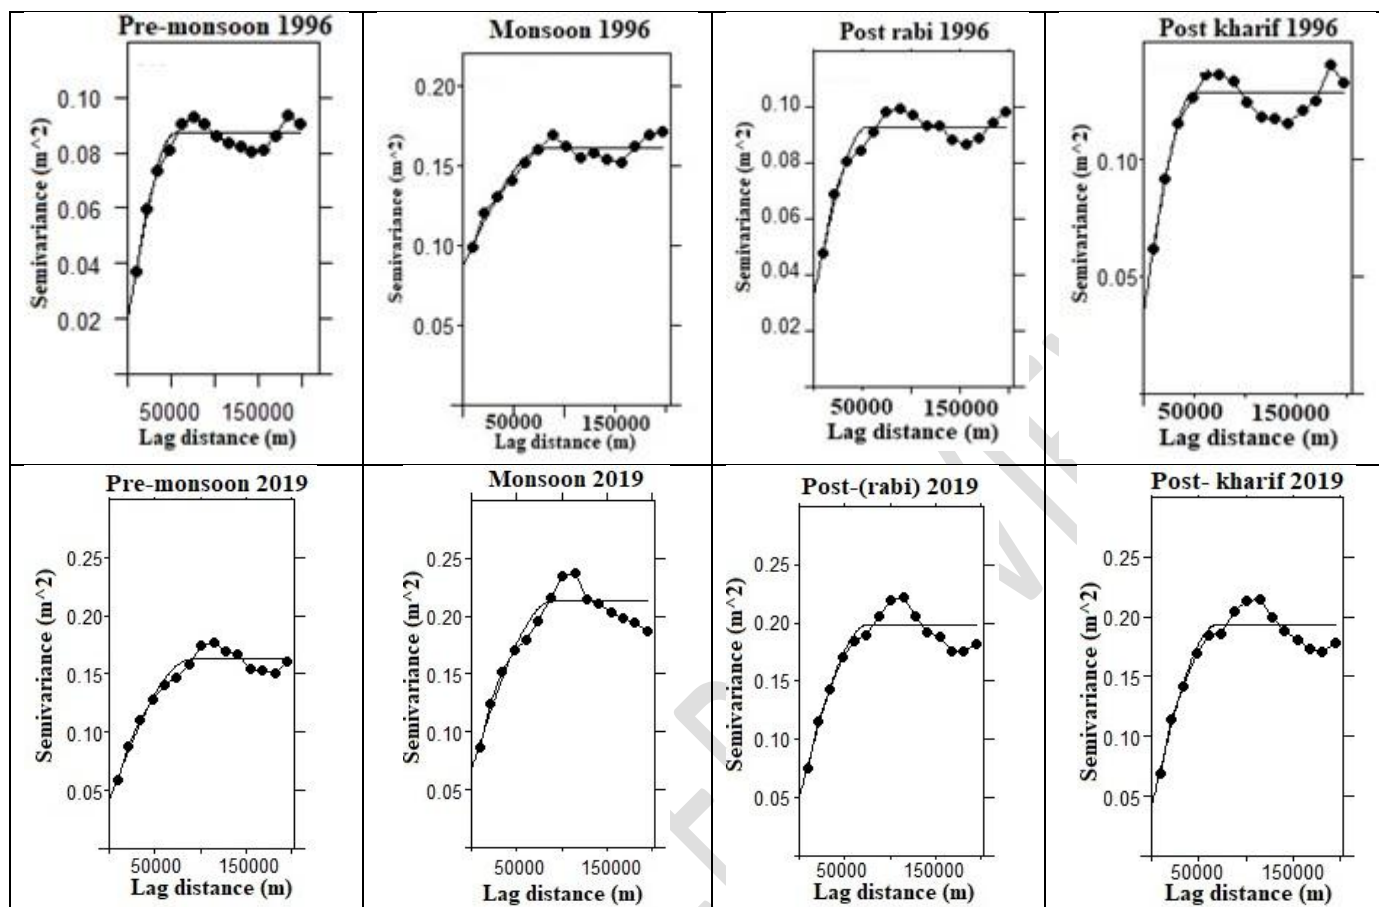 Pre-monsoon 1996
Semivariance (m^2)
0.10
0.08
0.06
0.04
0.02
50000 150000
Lag distance (m)
Monsoon 1996
Semivariance (m^2)
0.20
0.15
0.10
0.05
50000 150000
Lag distance (m)
Post rabi 1996
Semivariance (m^2)
0.10
0.08
0.06
0.04
0.02
50000 150000
Lag distance (m)
Post kharif 1996
Semivariance (m^2)
0.10
0.05
50000 150000
Lag distance (m)
Pre-monsoon 2019
Semivariance (m^2)
0.25
0.20
0.15
0.10
0.05
50000 150000
Lag distance (m)
Monsoon 2019
Semivariance (m^2)
0.25
0.20
0.15
0.10
0.05
50000 150000
Lag distance (m)
Post-(rabi) 2019
Semivariance (m^2)
0.25
0.20
0.15
0.10
0.05
50000 150000
Lag distance (m)
Post- kharif 2019
Semivariance (m^2)
0.25
0.20
0.15
0.10
0.05
50000 150000
Lag distance (m)